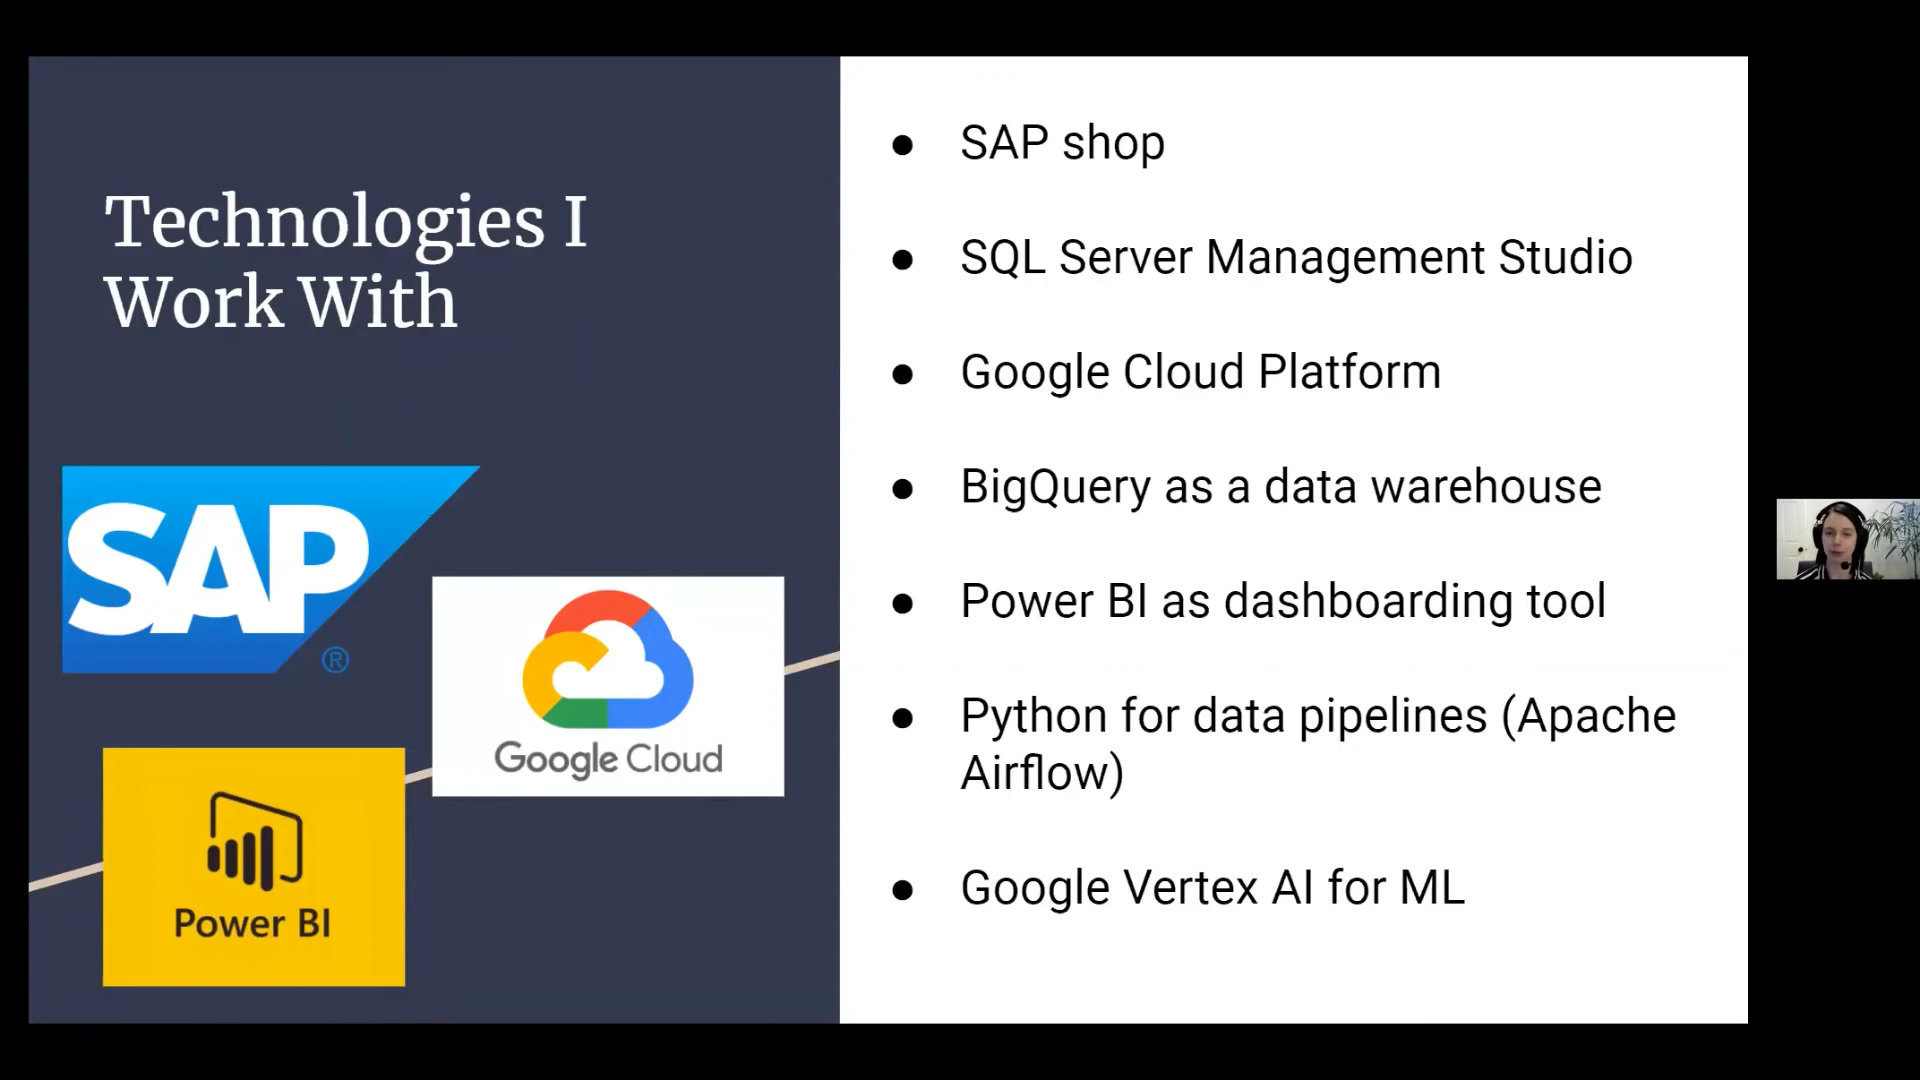 Technologies I
Work With
SAP
®
Google Cloud
Power BI
● SAP shop
● SQL Server Management Studio
● Google Cloud Platform
● BigQuery as a data warehouse
● Power BI as dashboarding tool
● Python for data pipelines (Apache
Airflow)
● Google Vertex AI for ML